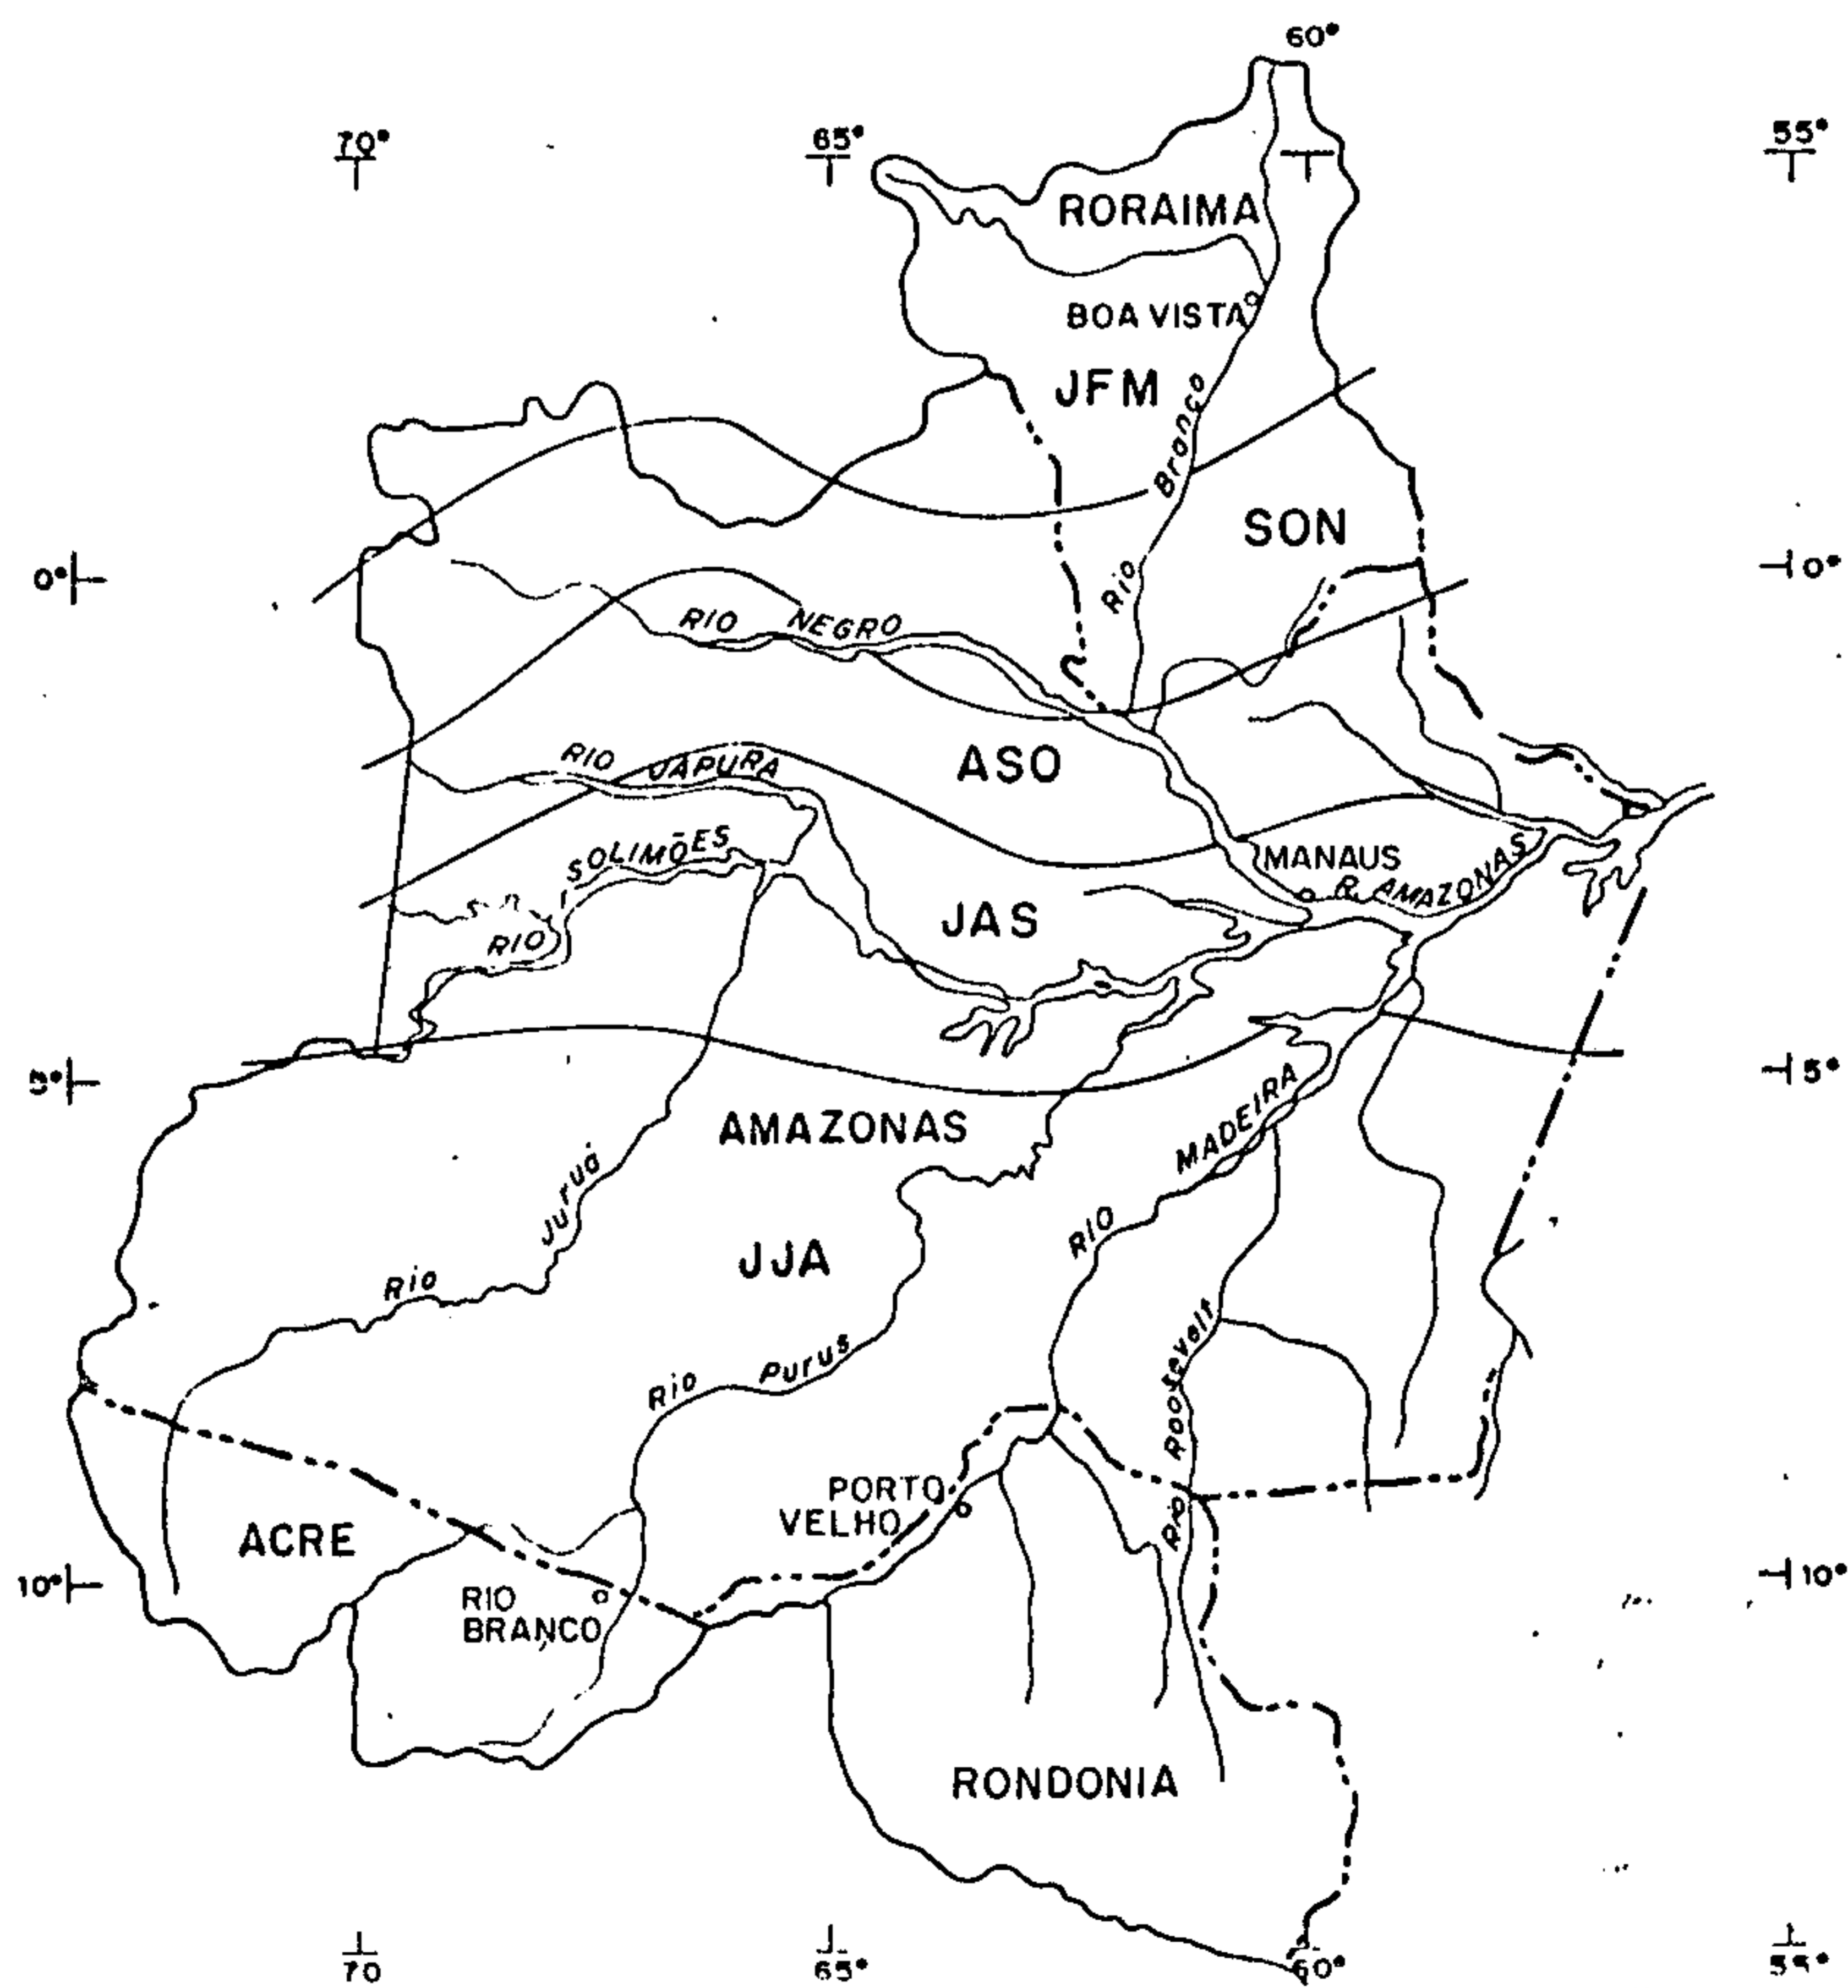 60°
70°
65°
55°
RORAIMA
BOA VISTA
JFM
Rio Branco
SON
0°
0°
RIO NEGRO
ASO
RIO JAPURA
RIO SOLIMÕES
MANAUS
R. AMAZONAS
JAS
5°
5°
AMAZONAS
RIO MADEIRA
Rio Juruá
JJA
Rio Purus
Rio Roosevelt
PORTO
VELHO
ACRE
10°
10°
RIO
BRANCO
RONDONIA
70
65°
60°
55°